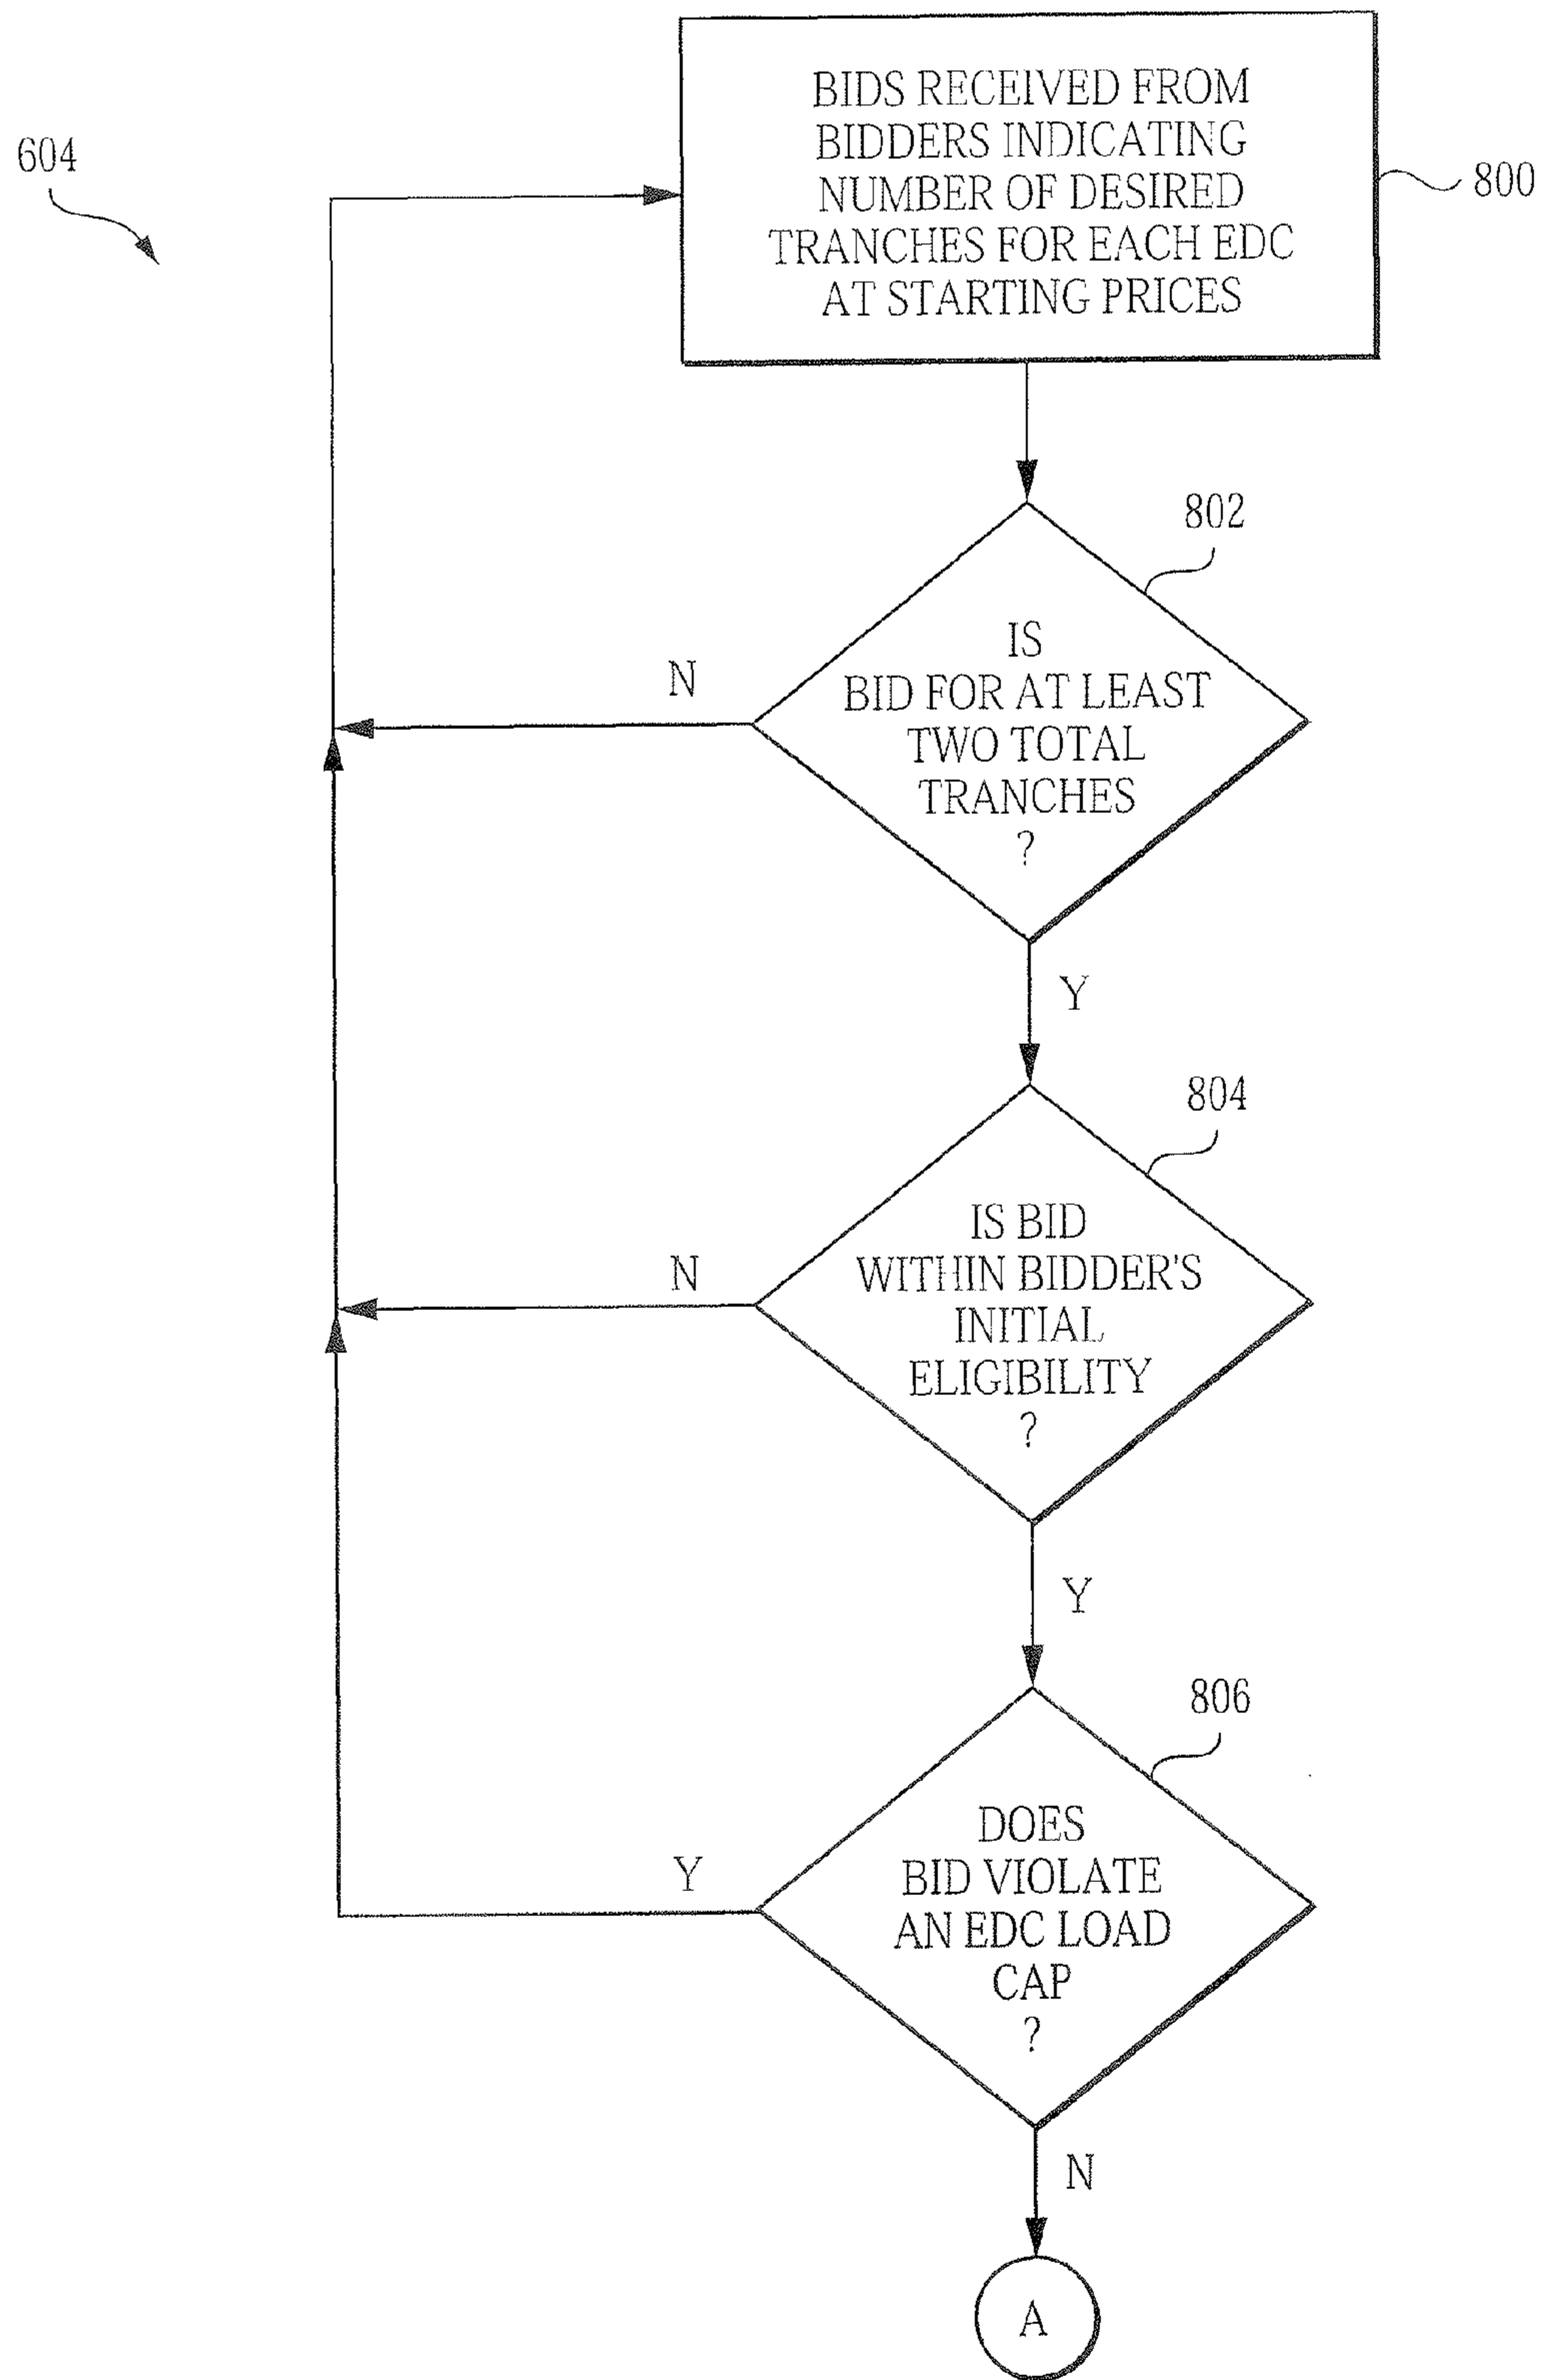 BIDS RECEIVED FROM
BIDDERS INDICATING
NUMBER OF DESIRED
TRANCHES FOR EACH EDC
AT STARTING PRICES
604
800
802
IS
BID FOR AT LEAST
TWO TOTAL
TRANCHES
?
N
Y
804
IS BID
WITHIN BIDDER'S
INITIAL
ELIGIBILITY
?
N
Y
806
DOES
BID VIOLATE
AN EDC LOAD
CAP
?
Y
N
A